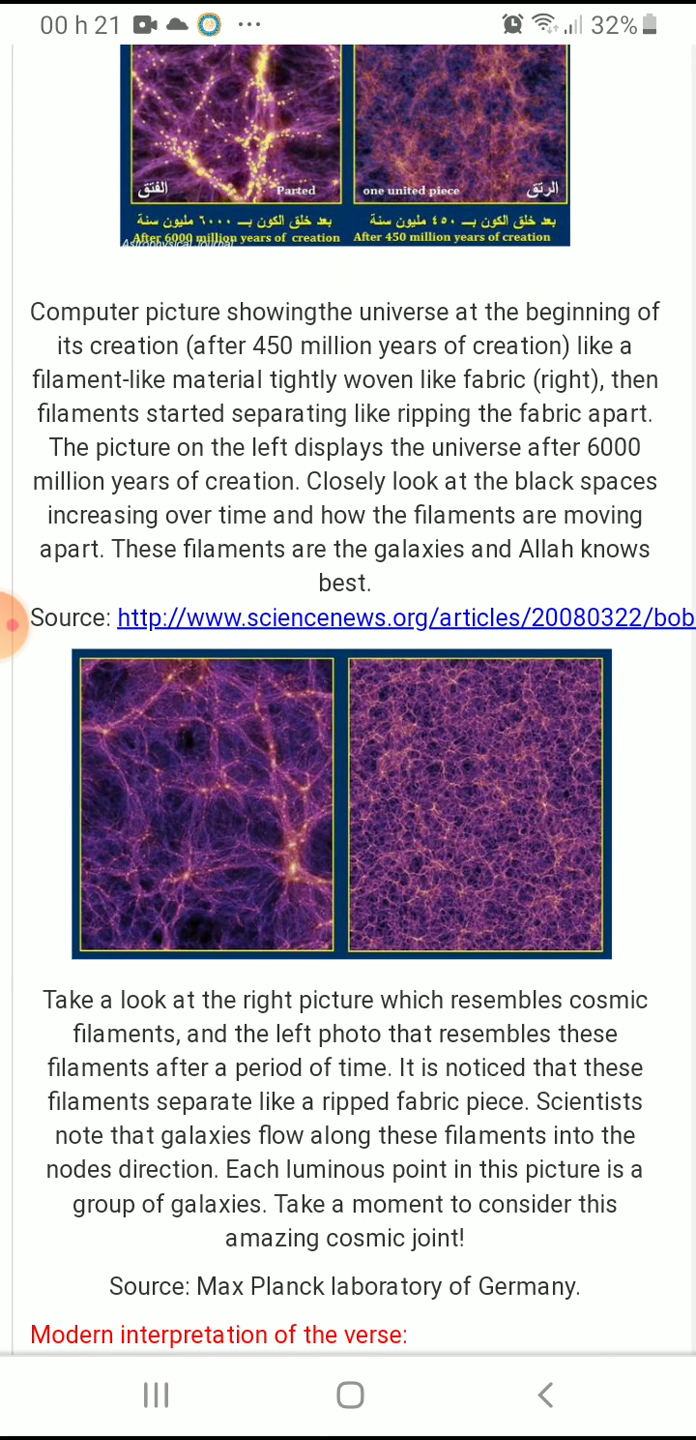 00 h 21 ... 32%
الفتق Parted one united piece الرتق
بعد خلق الكون بـــ ٦٠٠٠ مليون سنة بعد خلق الكون بـــ ٤٥٠ مليون سنة
Astrophysical Journal
After 6000 million years of creation After 450 million years of creation
Computer picture showingthe universe at the beginning of
its creation (after 450 million years of creation) like a
filament-like material tightly woven like fabric (right), then
filaments started separating like ripping the fabric apart.
The picture on the left displays the universe after 6000
million years of creation. Closely look at the black spaces
increasing over time and how the filaments are moving
apart. These filaments are the galaxies and Allah knows
best.
Source: http://www.sciencenews.org/articles/20080322/bob
Take a look at the right picture which resembles cosmic
filaments, and the left photo that resembles these
filaments after a period of time. It is noticed that these
filaments separate like a ripped fabric piece. Scientists
note that galaxies flow along these filaments into the
nodes direction. Each luminous point in this picture is a
group of galaxies. Take a moment to consider this
amazing cosmic joint!
Source: Max Planck laboratory of Germany.
Modern interpretation of the verse: